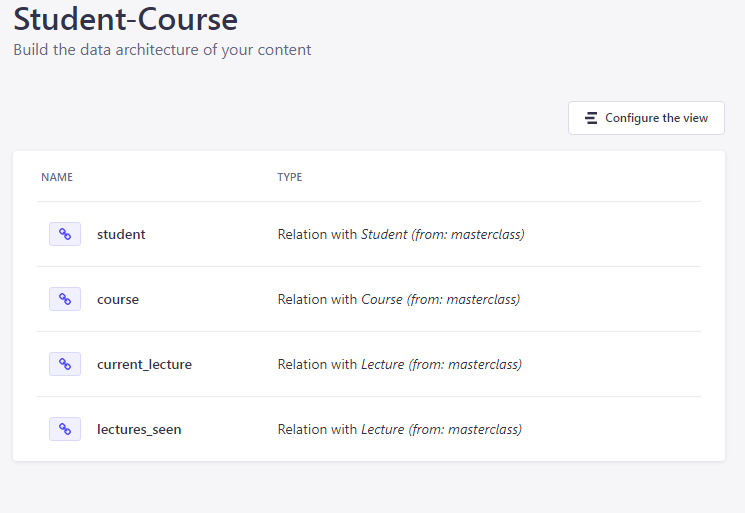 Student-Course
Build the data architecture of your content
Configure the view
NAME TYPE
student Relation with Student (from: masterclass)
course Relation with Course (from: masterclass)
current_lecture Relation with Lecture (from: masterclass)
lectures_seen Relation with Lecture (from: masterclass)